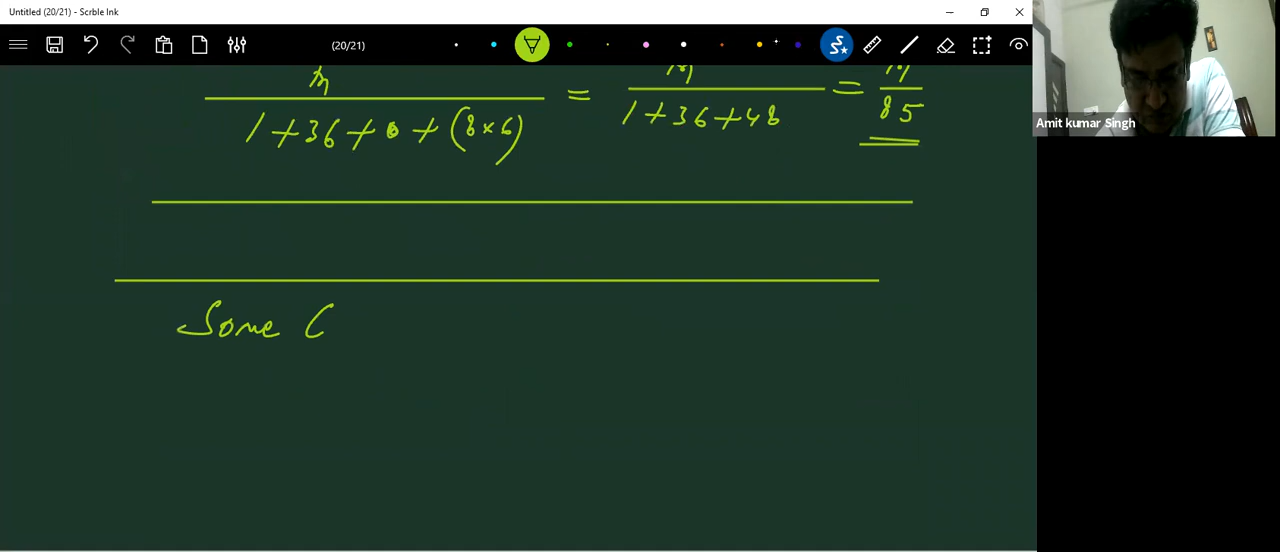 Untitled (20/21) - Scrble Ink
(20/21)
Amit kumar Singh
1+36+0+(8×6) = 1+36+48 = 85
Some C